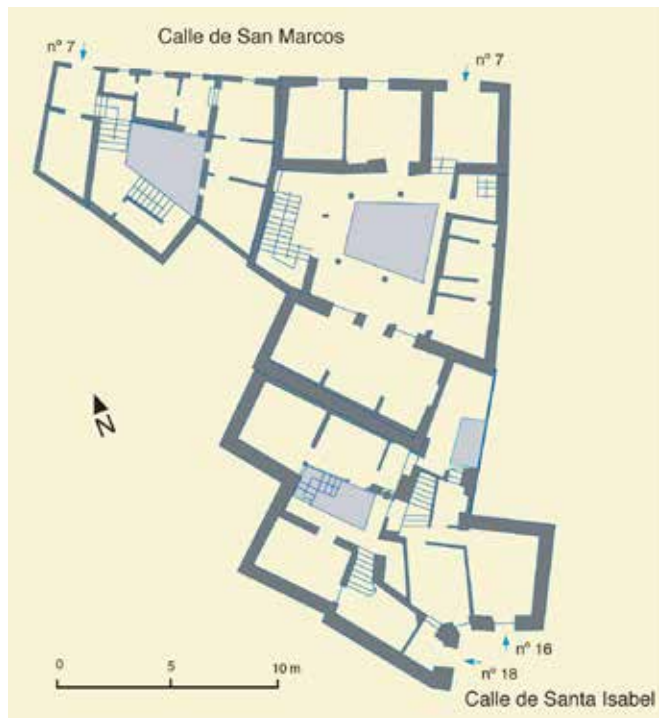 Calle de San Marcos
nº 7
nº 7
N
0 5 10 m
nº 16
nº 18
Calle de Santa Isabel